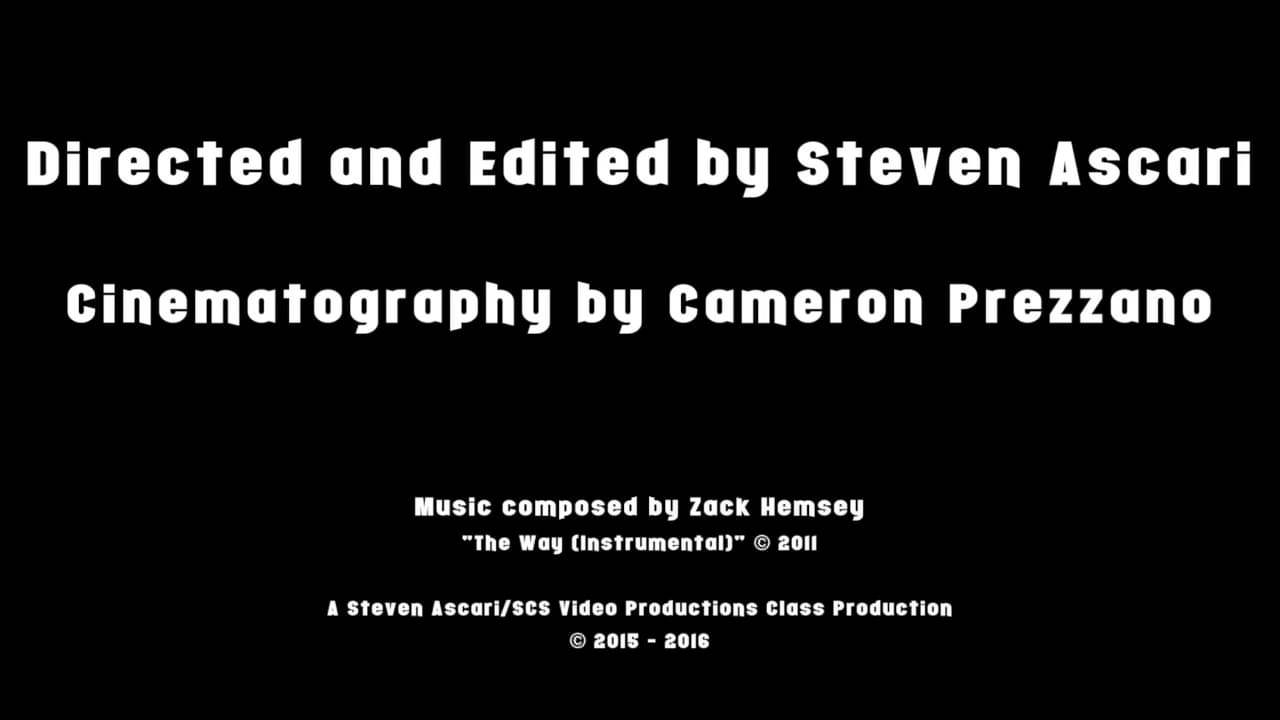 Directed and Edited by Steven Ascari
Cinematography by Cameron Prezzano
Music composed by Zack Hemsey
"The Way (Instrumental)" © 2011
A Steven Ascari/SCS Video Productions Class Production
© 2015 - 2016